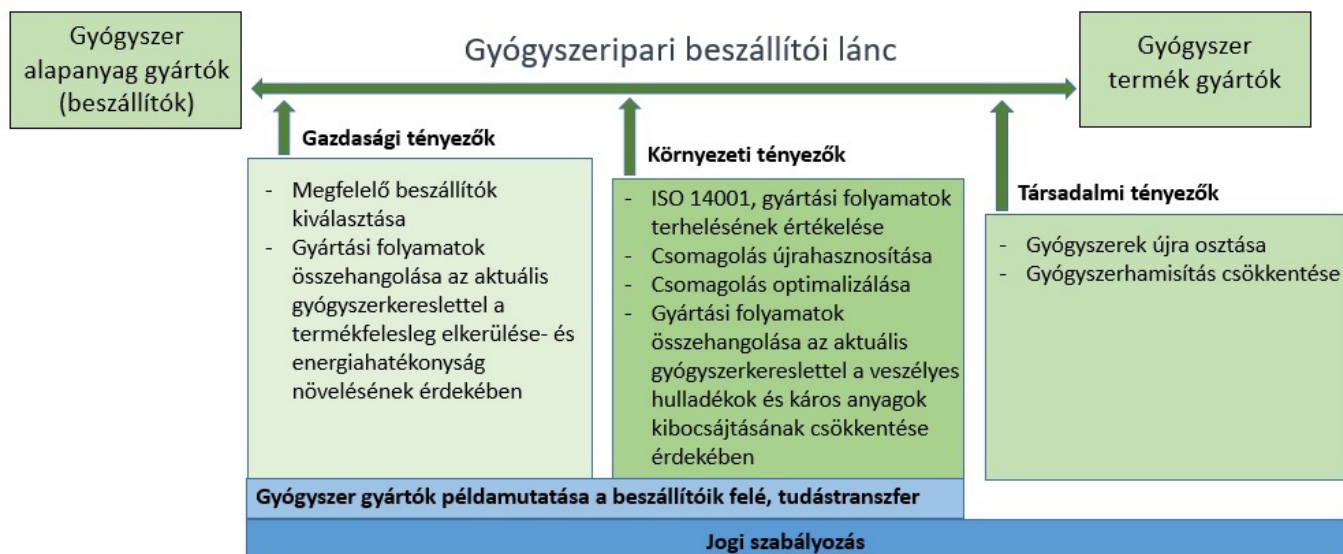 Gyógyszer
alapanyag gyártók
(beszállítók)
Gyógyszeripari beszállítói lánc
Gyógyszer
termék gyártók
Gazdasági tényezők
- Megfelelő beszállítók
kiválasztása
- Gyártási folyamatok
összehangolása az aktuális
gyógyszerkereslettel a
termékfelesleg elkerülése- és
energiahatékonyság
növelésének érdekében
Környezeti tényezők
- ISO 14001, gyártási folyamatok
terhelésének értékelése
- Csomagolás újrahasznosítása
- Csomagolás optimalizálása
- Gyártási folyamatok
összehangolása az aktuális
gyógyszerkereslettel a veszélyes
hulladékok és káros anyagok
kibocsájtásának csökkentése
érdekében
Társadalmi tényezők
- Gyógyszerek újra osztása
- Gyógyszerhamisítás csökkentése
Gyógyszer gyártók példamutatása a beszállítóik felé, tudástranszfer
Jogi szabályozás